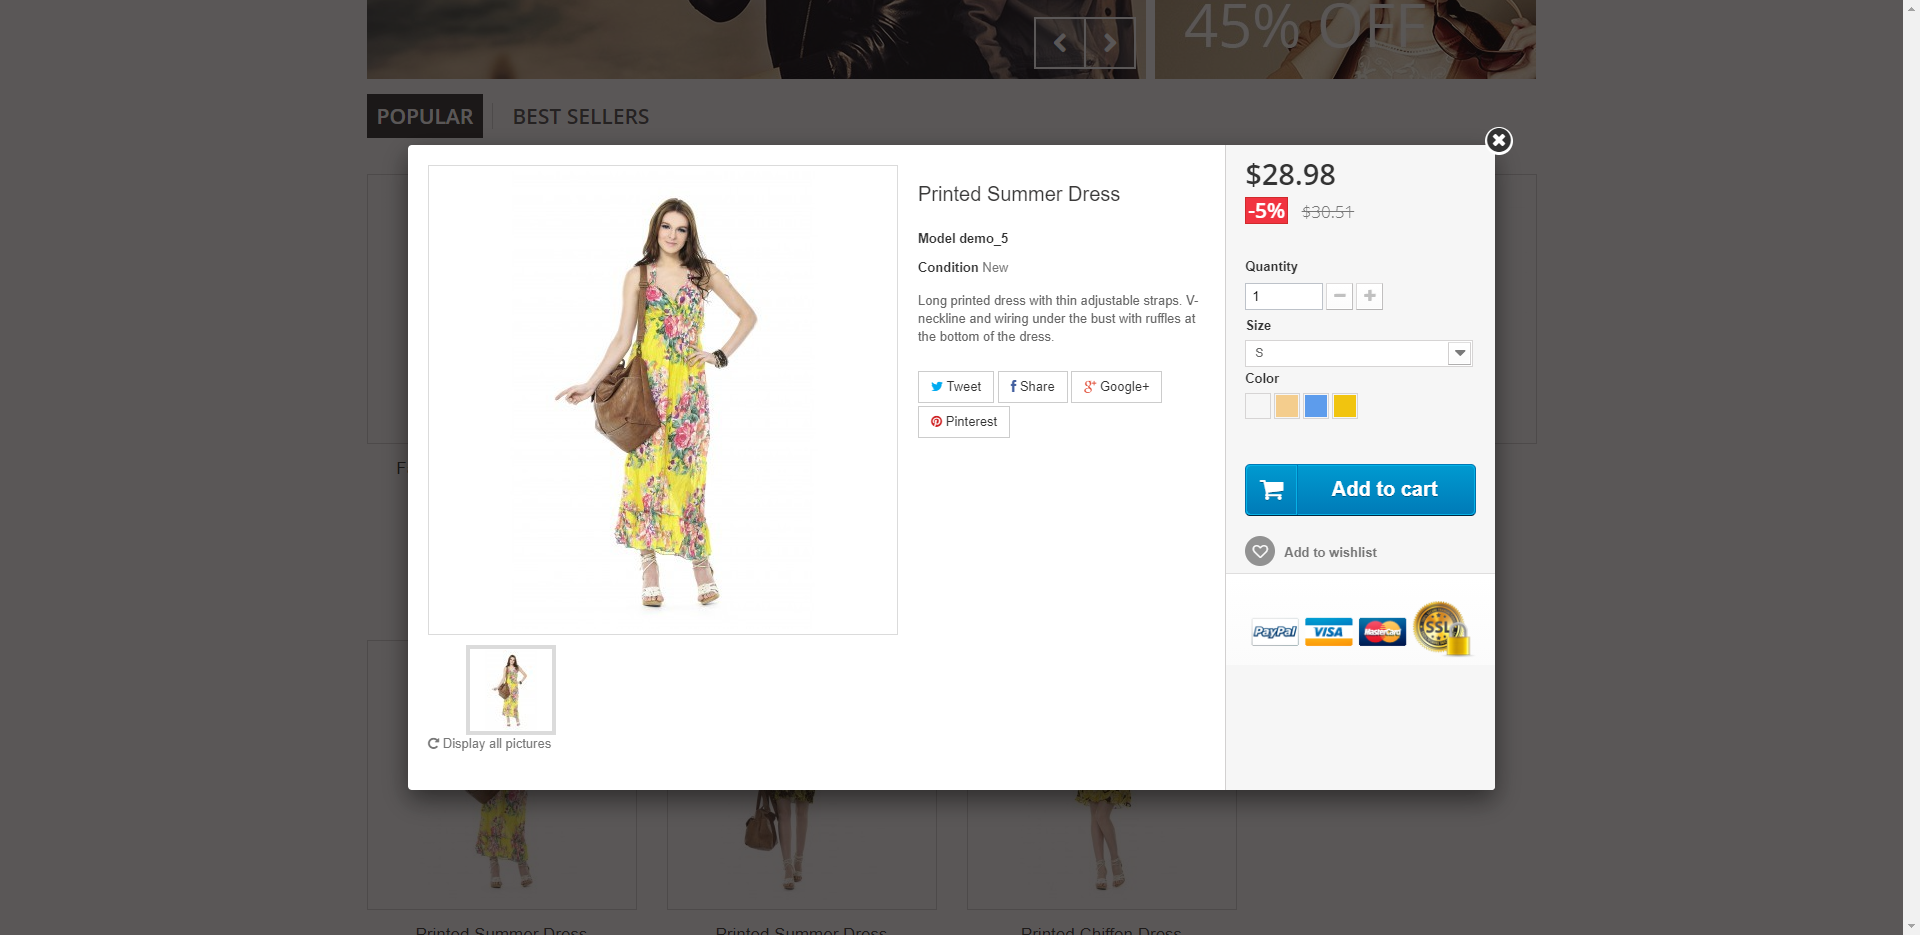 45% OFF
POPULAR
BEST SELLERS
$28.98
-5% $30.51
Printed Summer Dress
Model demo_5
Condition New
Long printed dress with thin adjustable straps. V-
neckline and wiring under the bust with ruffles at
the bottom of the dress.
Tweet
Share
Google+
Pinterest
Quantity
1
Size
S
Color
Add to cart
Add to wishlist
PayPal
VISA
MasterCard
SSL
Display all pictures
F
Printed Summer Dress
Printed Summer Dress
Printed Chiffon Dress